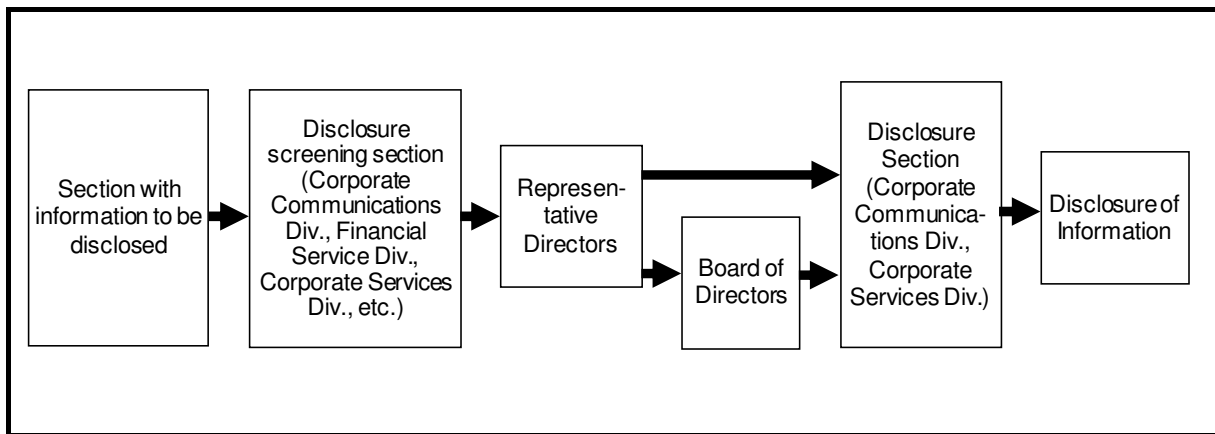 Section with
information to be
disclosed
Disclosure
screening section
(Corporate
Communications
Div., Financial
Service Div.,
Corporate Services
Div., etc.)
Represen-
tative
Directors
Board of
Directors
Disclosure
Section
(Corporate
Communica-
tions Div.,
Corporate
Services Div.)
Disclosure of
Information